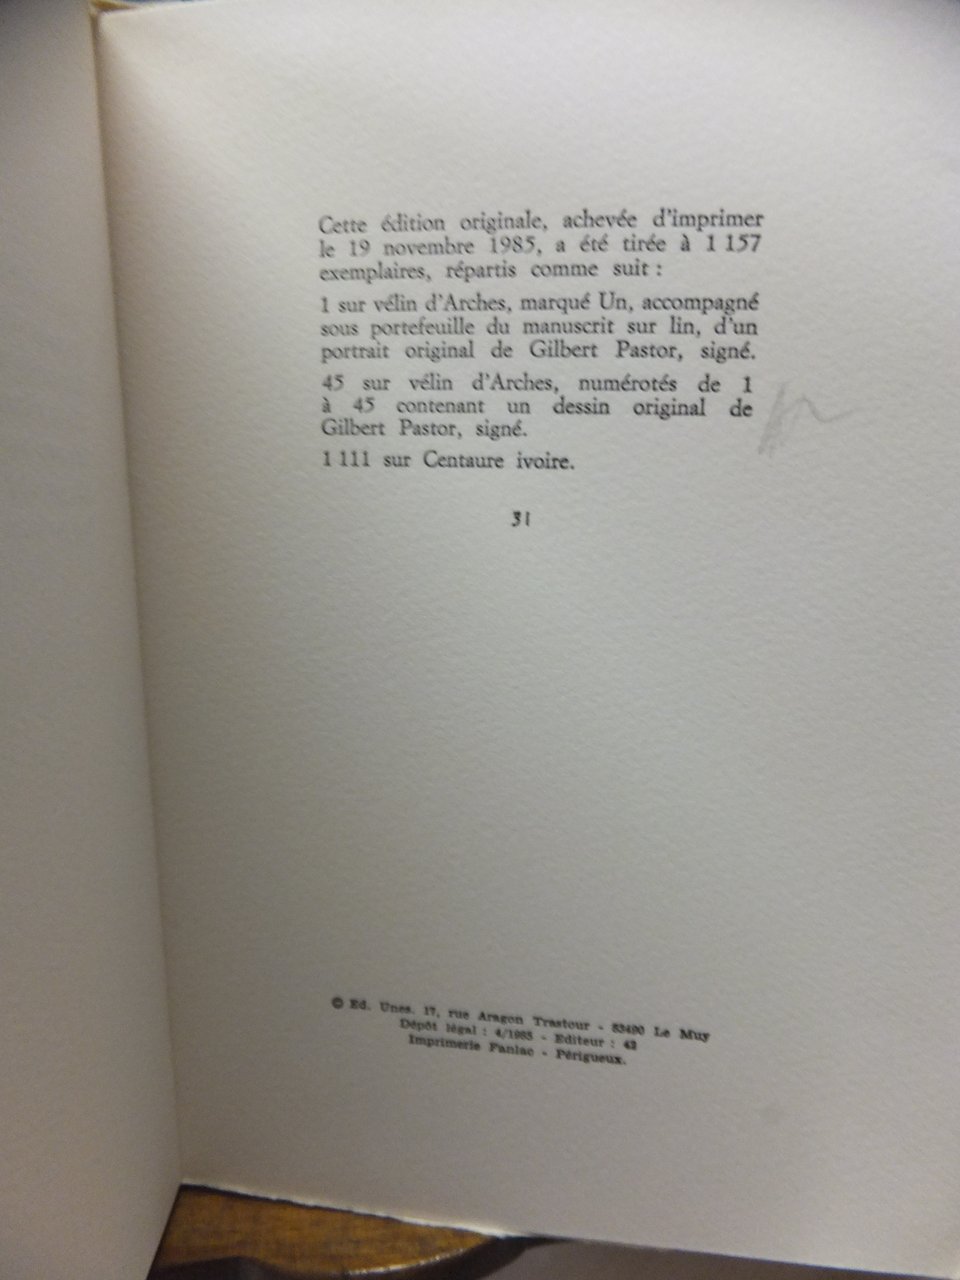 Cette édition originale, achevée d'imprimer
le 19 novembre 1985, a été tirée à 1 157
exemplaires, répartis comme suit :
1 sur vélin d'Arches, marqué Un, accompagné
sous portefeuille du manuscrit sur lin, d'un
portrait original de Gilbert Pastor, signé.
45 sur vélin d'Arches, numérotés de 1
à 45 contenant un dessin original de
Gilbert Pastor, signé.
1 111 sur Centaure ivoire.
31
© Ed. Unes. 17, rue Aragon Trastour - 83490 Le Muy
Dépôt légal : 4/1985 - Editeur : 42
Imprimerie Fanlac - Périgueux.